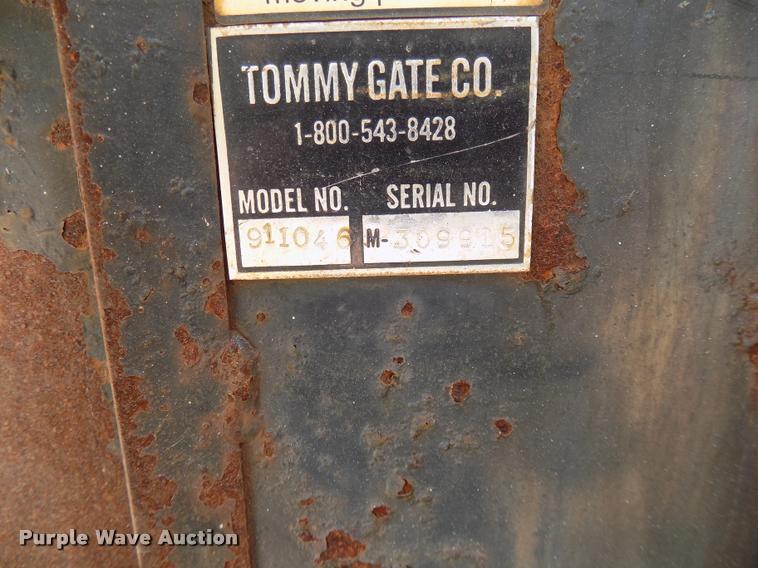 TOMMY GATE CO.
1-800-543-8428
MODEL NO. SERIAL NO.
911046 M-309915
Purple Wave Auction